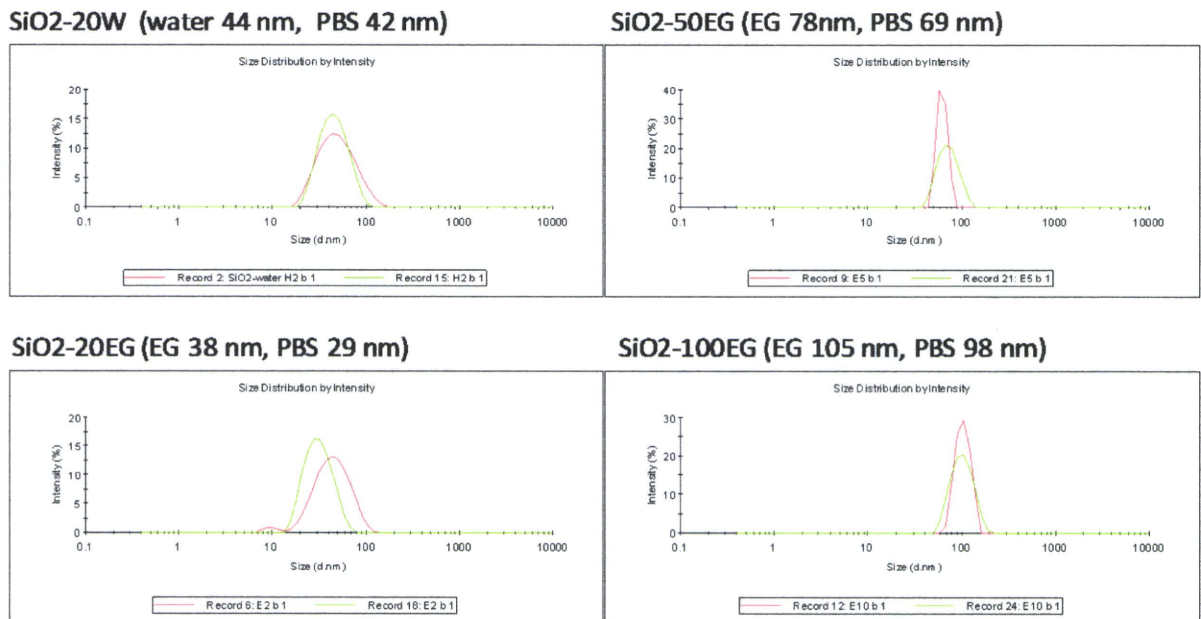 SiO2-20W (water 44 nm, PBS 42 nm)
Size Distribution by Intensity
Intensity (%)
20
15
10
5
0
0.1 1 10 100 1000 10000
Size (d.nm)
Record 2: SiO2-water H2 b 1 Record 15: H2 b 1
SiO2-50EG (EG 78nm, PBS 69 nm)
Size Distribution by Intensity
Intensity (%)
40
30
20
10
0
0.1 1 10 100 1000 10000
Size (d.nm)
Record 9: E5 b 1 Record 21: E5 b 1
SiO2-20EG (EG 38 nm, PBS 29 nm)
Size Distribution by Intensity
Intensity (%)
20
15
10
5
0
0.1 1 10 100 1000 10000
Size (d.nm)
Record 6: E2 b 1 Record 18: E2 b 1
SiO2-100EG (EG 105 nm, PBS 98 nm)
Size Distribution by Intensity
Intensity (%)
30
20
10
0
0.1 1 10 100 1000 10000
Size (d.nm)
Record 12: E10 b 1 Record 24: E10 b 1